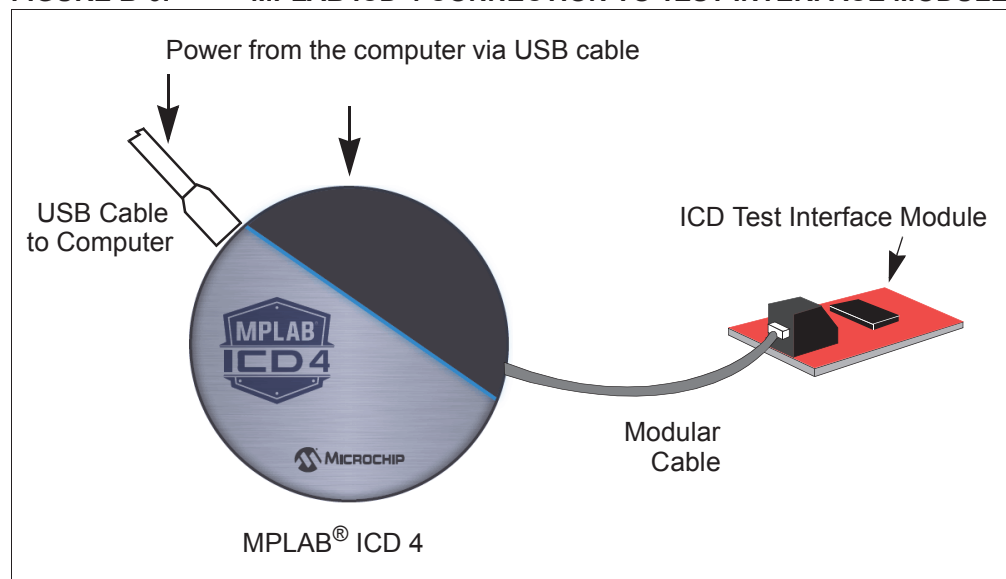 Power from the computer via USB cable
USB Cable
to Computer
ICD Test Interface Module
MPLAB
ICD 4
MICROCHIP
Modular
Cable
MPLAB® ICD 4